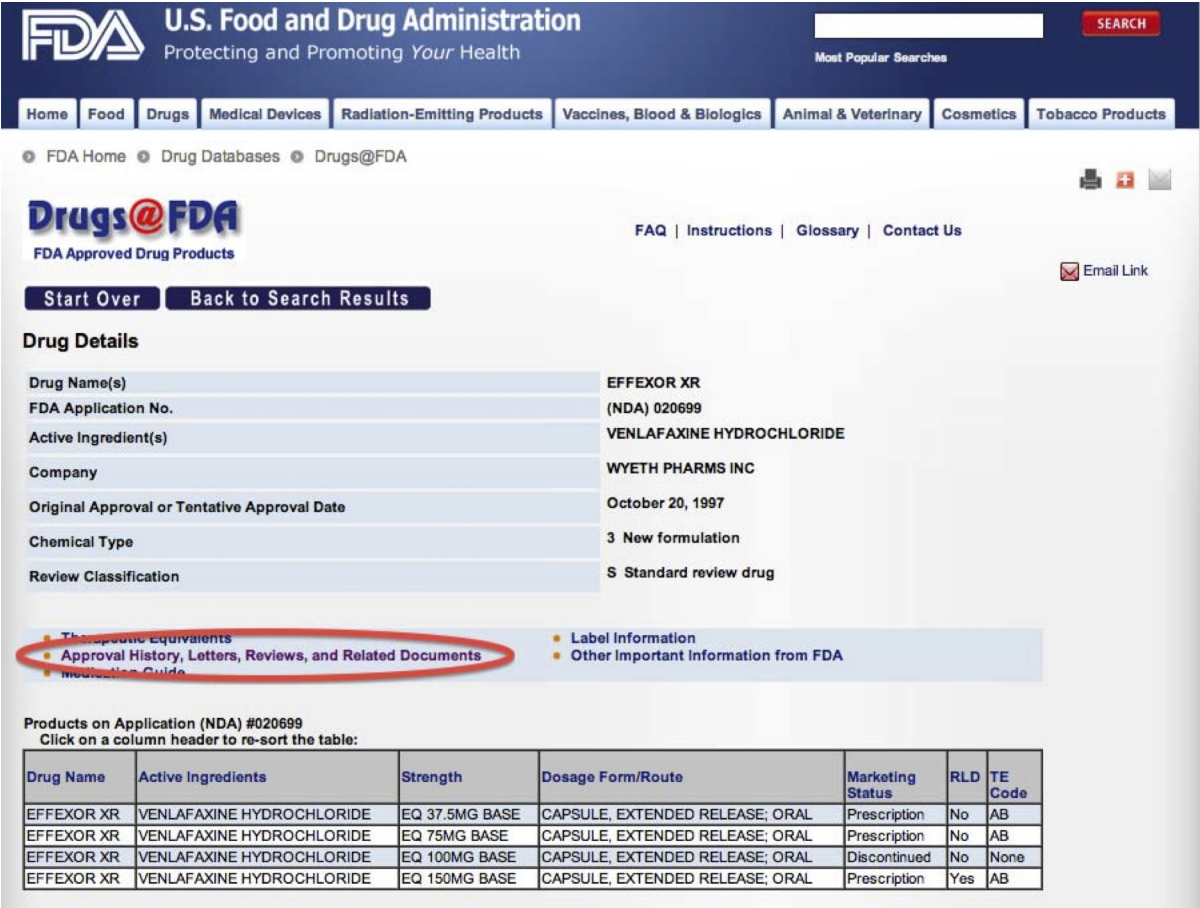 FDA
U.S. Food and Drug Administration
Protecting and Promoting Your Health
SEARCH
Most Popular Searches
Home Food Drugs Medical Devices Radiation-Emitting Products Vaccines, Blood & Biologics Animal & Veterinary Cosmetics Tobacco Products
FDA Home Drug Databases Drugs@FDA
Drugs@FDA
FDA Approved Drug Products
FAQ | Instructions | Glossary | Contact Us
Email Link
Start Over Back to Search Results
Drug Details
Drug Name(s) EFFEXOR XR
FDA Application No. (NDA) 020699
Active Ingredient(s) VENLAFAXINE HYDROCHLORIDE
Company WYETH PHARMS INC
Original Approval or Tentative Approval Date October 20, 1997
Chemical Type 3 New formulation
Review Classification S Standard review drug
Therapeutic Equivalents Label Information
Approval History, Letters, Reviews, and Related Documents Other Important Information from FDA
Medication Guide
Products on Application (NDA) #020699
Click on a column header to re-sort the table:
Drug Name Active Ingredients Strength Dosage Form/Route Marketing Status RLD TE Code
EFFEXOR XR VENLAFAXINE HYDROCHLORIDE EQ 37.5MG BASE CAPSULE, EXTENDED RELEASE; ORAL Prescription No AB
EFFEXOR XR VENLAFAXINE HYDROCHLORIDE EQ 75MG BASE CAPSULE, EXTENDED RELEASE; ORAL Prescription No AB
EFFEXOR XR VENLAFAXINE HYDROCHLORIDE EQ 100MG BASE CAPSULE, EXTENDED RELEASE; ORAL Discontinued No None
EFFEXOR XR VENLAFAXINE HYDROCHLORIDE EQ 150MG BASE CAPSULE, EXTENDED RELEASE; ORAL Prescription Yes AB